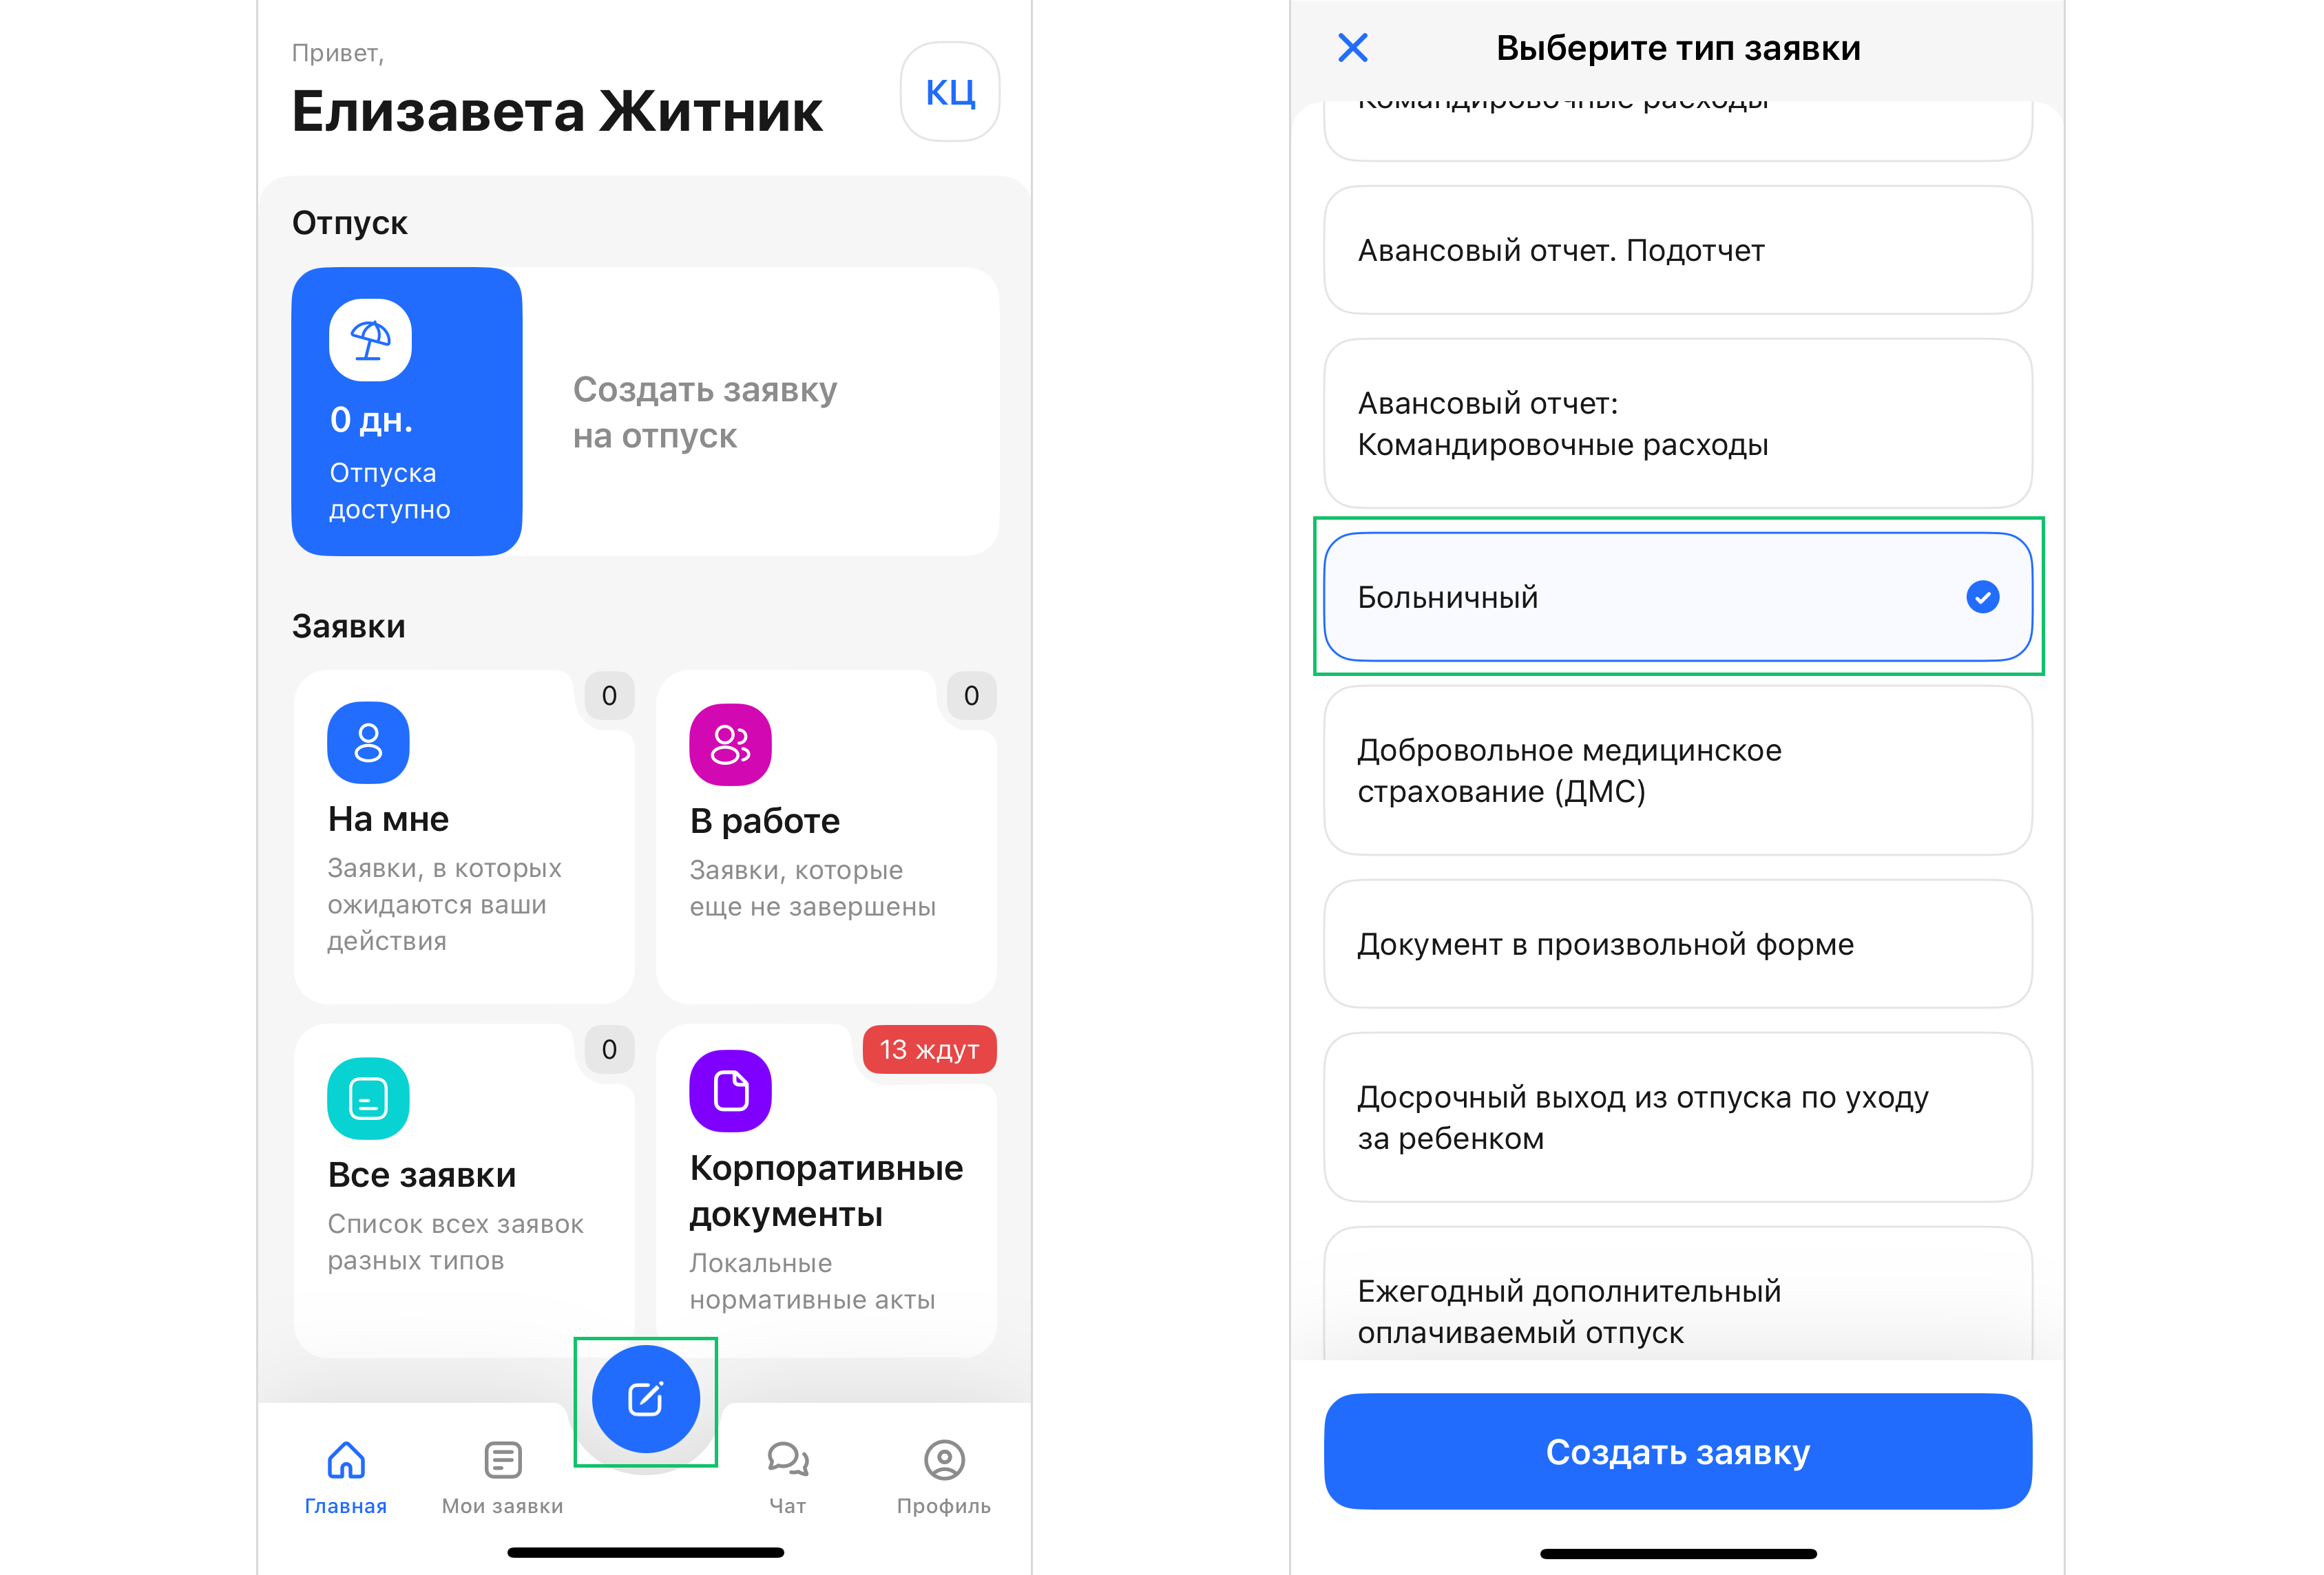 Привет,
Елизавета Житник
КЦ
Отпуск
0 дн.
Отпуска
доступно
Создать заявку
на отпуск
Заявки
0
На мне
Заявки, в которых
ожидаются ваши
действия
0
В работе
Заявки, которые
еще не завершены
0
Все заявки
Список всех заявок
разных типов
13 ждут
Корпоративные
документы
Локальные
нормативные акты
Главная
Мои заявки
Чат
Профиль
Выберите тип заявки
Командировочные расходы
Авансовый отчет. Подотчет
Авансовый отчет:
Командировочные расходы
Больничный
Добровольное медицинское
страхование (ДМС)
Документ в произвольной форме
Досрочный выход из отпуска по уходу
за ребенком
Ежегодный дополнительный
оплачиваемый отпуск
Создать заявку